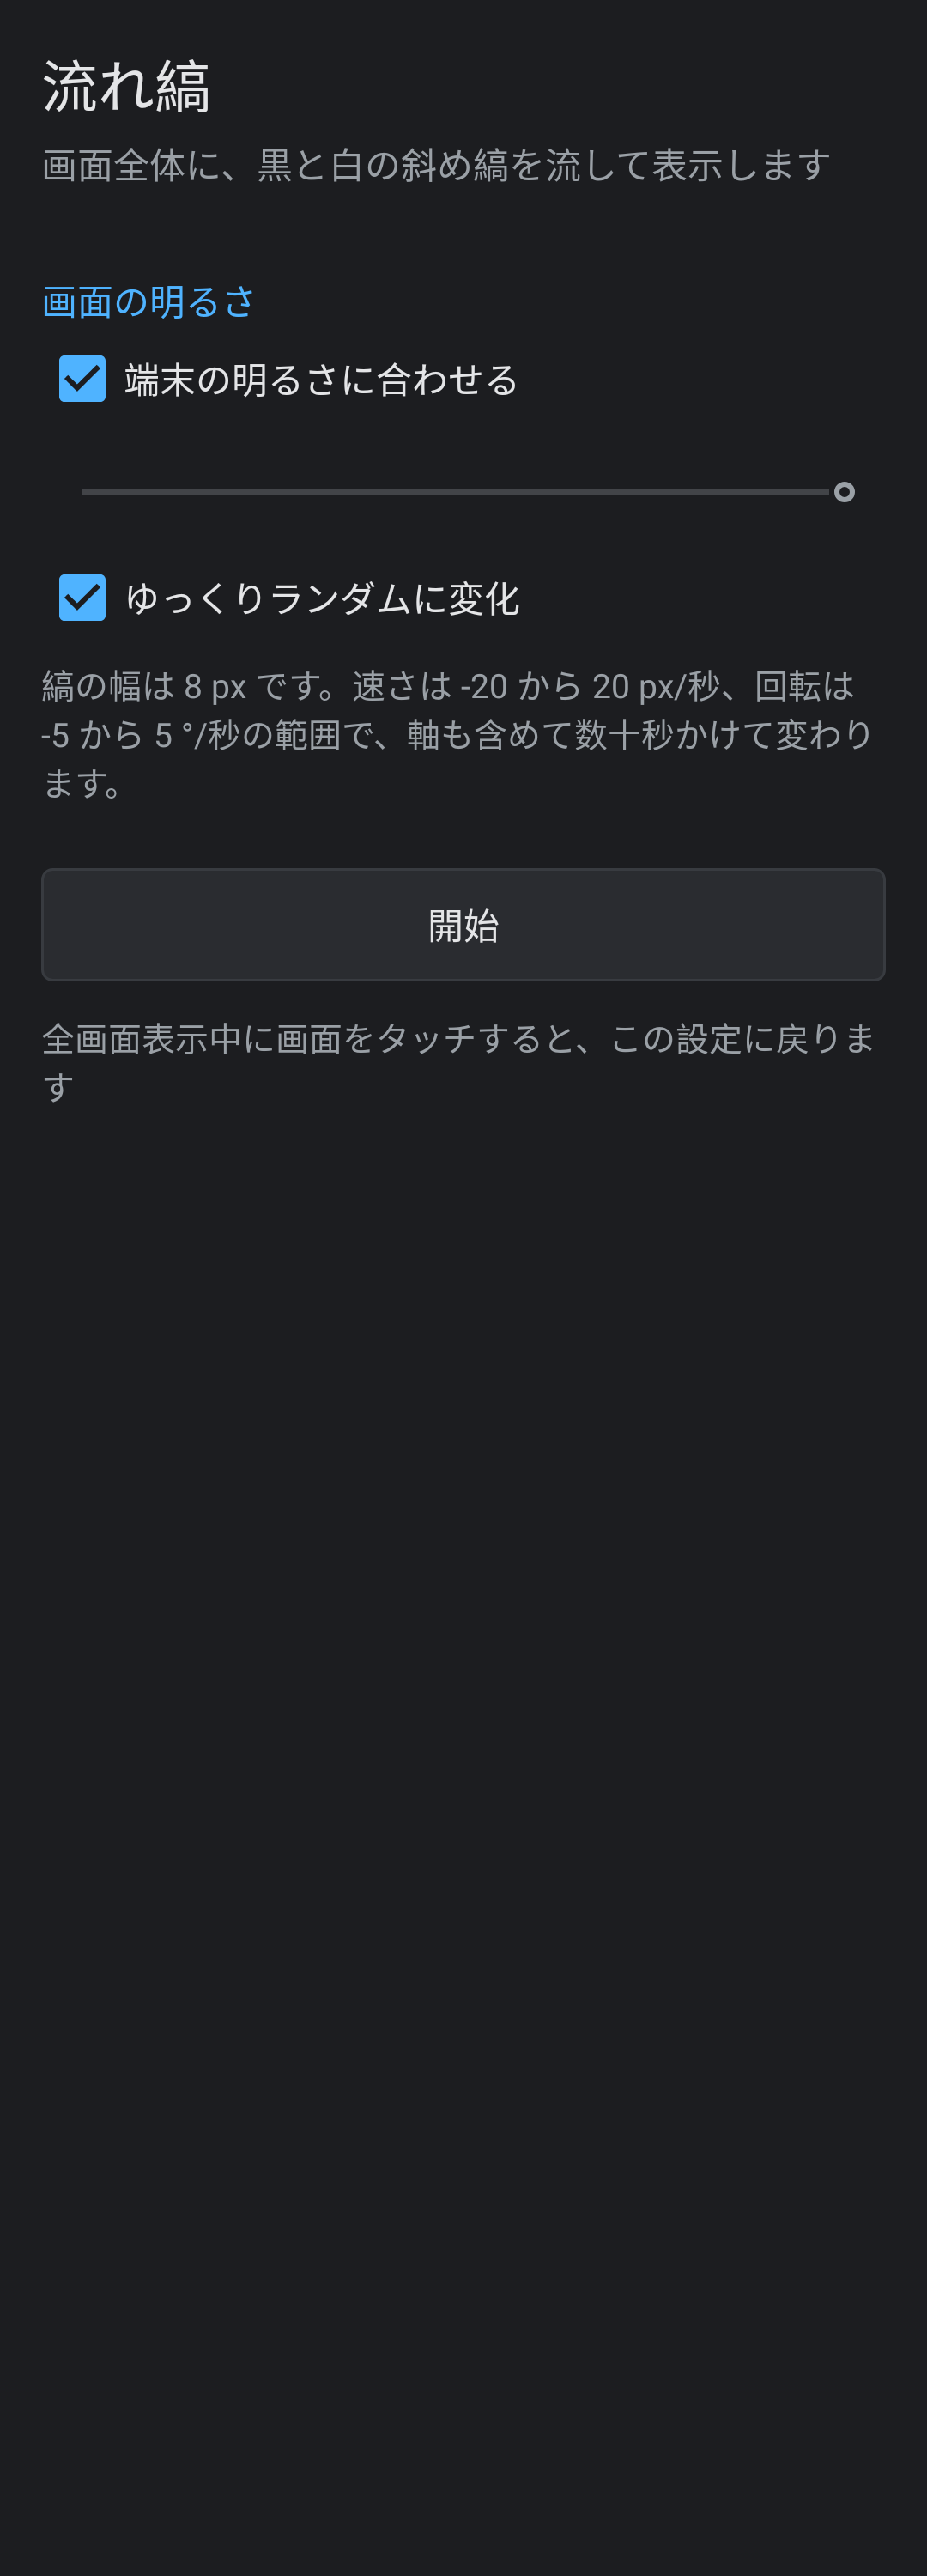 流れ縞
画面全体に、黒と白の斜め縞を流して表示します
画面の明るさ
端末の明るさに合わせる
ゆっくりランダムに変化
縞の幅は 8 px です。速さは -20 から 20 px/秒、回転は
-5 から 5 °/秒の範囲で、軸も含めて数十秒かけて変わり
ます。
開始
全画面表示中に画面をタッチすると、この設定に戻りま
す